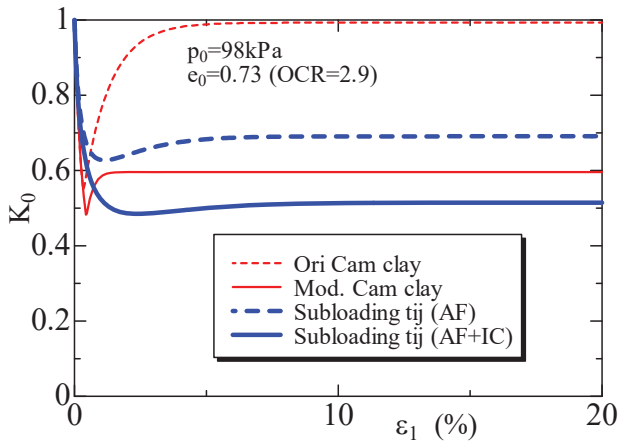 1
p0=98kPa
e0=0.73 (OCR=2.9)
0.8
0.6
K0
0.4
Ori Cam clay
Mod. Cam clay
Subloading tij (AF)
Subloading tij (AF+IC)
0.2
0
0 10 20
ε1 (%)